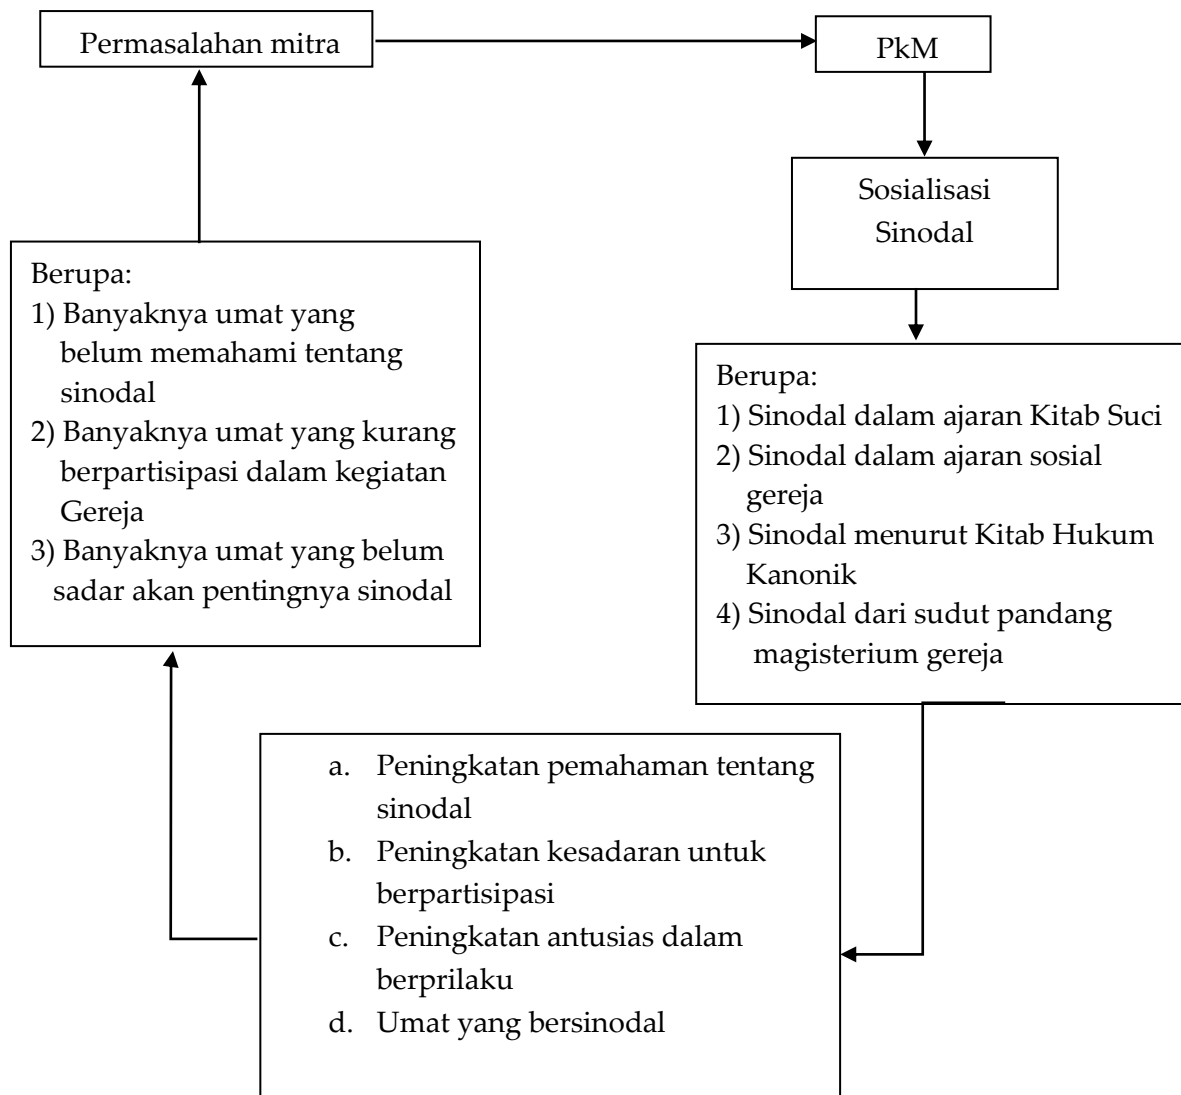 Permasalahan mitra
PkM
Sosialisasi
Sinodal
Berupa:
1) Banyaknya umat yang
belum memahami tentang
sinodal
2) Banyaknya umat yang kurang
berpartisipasi dalam kegiatan
Gereja
3) Banyaknya umat yang belum
sadar akan pentingnya sinodal
Berupa:
1) Sinodal dalam ajaran Kitab Suci
2) Sinodal dalam ajaran sosial
gereja
3) Sinodal menurut Kitab Hukum
Kanonik
4) Sinodal dari sudut pandang
magisterium gereja
a. Peningkatan pemahaman tentang
sinodal
b. Peningkatan kesadaran untuk
berpartisipasi
c. Peningkatan antusias dalam
berprilaku
d. Umat yang bersinodal